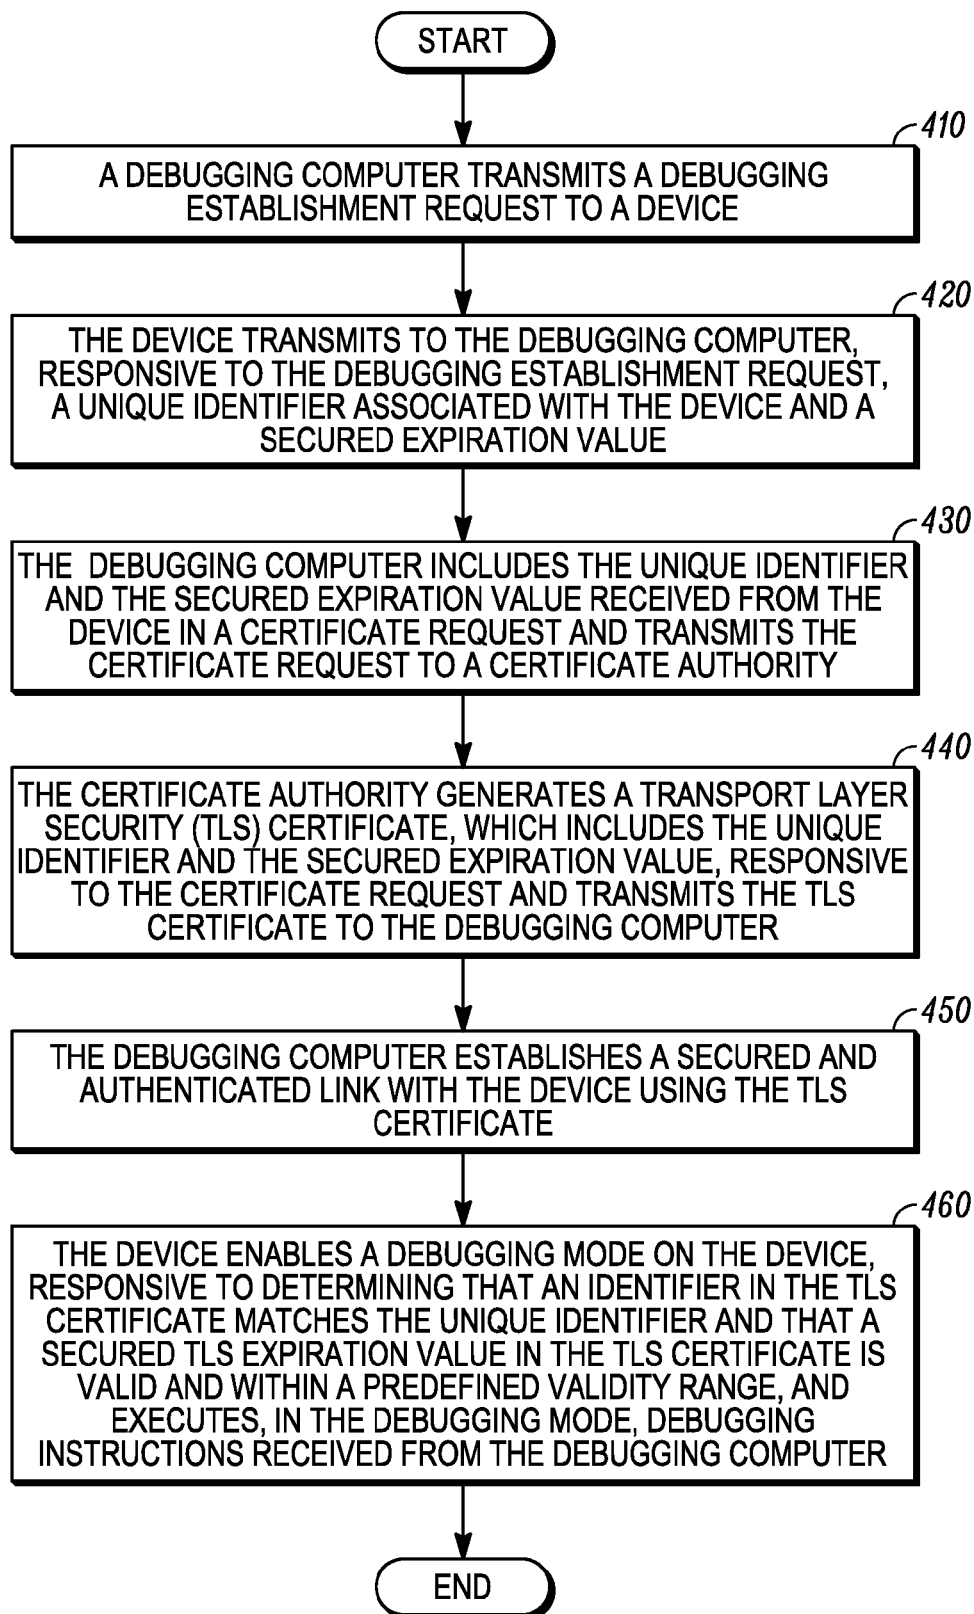 START
410
A DEBUGGING COMPUTER TRANSMITS A DEBUGGING
ESTABLISHMENT REQUEST TO A DEVICE
420
THE DEVICE TRANSMITS TO THE DEBUGGING COMPUTER,
RESPONSIVE TO THE DEBUGGING ESTABLISHMENT REQUEST,
A UNIQUE IDENTIFIER ASSOCIATED WITH THE DEVICE AND A
SECURED EXPIRATION VALUE
430
THE DEBUGGING COMPUTER INCLUDES THE UNIQUE IDENTIFIER
AND THE SECURED EXPIRATION VALUE RECEIVED FROM THE
DEVICE IN A CERTIFICATE REQUEST AND TRANSMITS THE
CERTIFICATE REQUEST TO A CERTIFICATE AUTHORITY
440
THE CERTIFICATE AUTHORITY GENERATES A TRANSPORT LAYER
SECURITY (TLS) CERTIFICATE, WHICH INCLUDES THE UNIQUE
IDENTIFIER AND THE SECURED EXPIRATION VALUE, RESPONSIVE
TO THE CERTIFICATE REQUEST AND TRANSMITS THE TLS
CERTIFICATE TO THE DEBUGGING COMPUTER
450
THE DEBUGGING COMPUTER ESTABLISHES A SECURED AND
AUTHENTICATED LINK WITH THE DEVICE USING THE TLS
CERTIFICATE
460
THE DEVICE ENABLES A DEBUGGING MODE ON THE DEVICE,
RESPONSIVE TO DETERMINING THAT AN IDENTIFIER IN THE TLS
CERTIFICATE MATCHES THE UNIQUE IDENTIFIER AND THAT A
SECURED TLS EXPIRATION VALUE IN THE TLS CERTIFICATE IS
VALID AND WITHIN A PREDEFINED VALIDITY RANGE, AND
EXECUTES, IN THE DEBUGGING MODE, DEBUGGING
INSTRUCTIONS RECEIVED FROM THE DEBUGGING COMPUTER
END